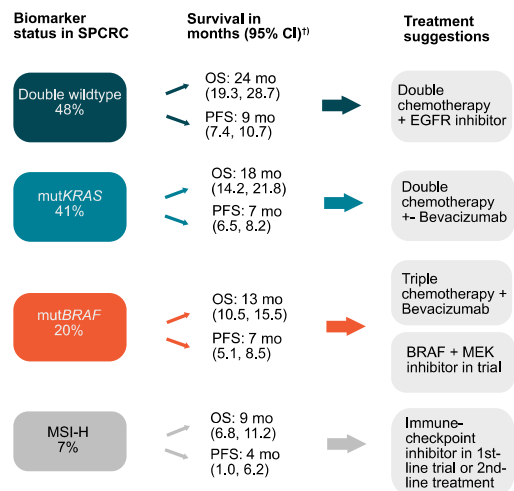 Biomarker
status in SPCRC
Survival in
months (95% CI)†)
Treatment
suggestions
Double wildtype
48%
OS: 24 mo
(19.3, 28.7)
PFS: 9 mo
(7.4, 10.7)
Double
chemotherapy
+ EGFR inhibitor
mutKRAS
41%
OS: 18 mo
(14.2, 21.8)
PFS: 7 mo
(6.5, 8.2)
Double
chemotherapy
+- Bevacizumab
mutBRAF
20%
OS: 13 mo
(10.5, 15.5)
PFS: 7 mo
(5.1, 8.5)
Triple
chemotherapy +
Bevacizumab
BRAF + MEK
inhibitor in trial
MSI-H
7%
OS: 9 mo
(6.8, 11.2)
PFS: 4 mo
(1.0, 6.2)
Immune-
checkpoint
inhibitor in 1st-
line trial or 2nd-
line treatment